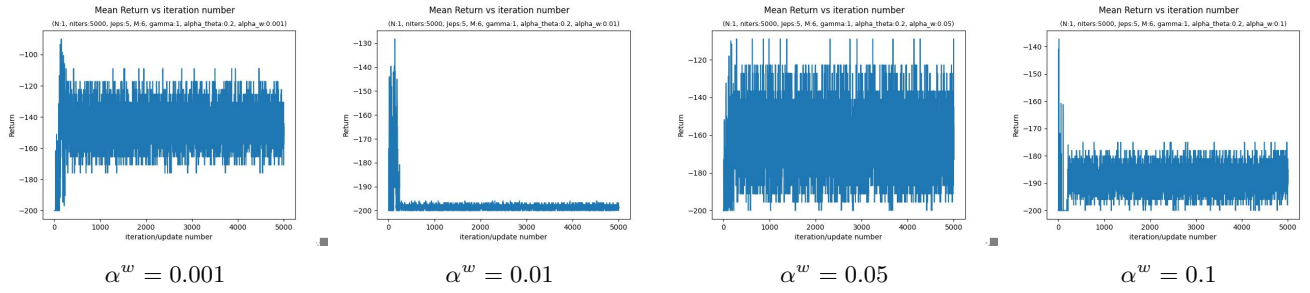 Mean Return vs iteration number
(N:1, nIters:5000, Jeps:5, M:6, gamma:1, alpha_theta:0.2, alpha_w:0.001)
Return
−100
−120
−140
−160
−180
−200
0
1000
2000
3000
4000
5000
iteration/update number
α^w = 0.001
Mean Return vs iteration number
(N:1, nIters:5000, Jeps:5, M:6, gamma:1, alpha_theta:0.2, alpha_w:0.01)
Return
−130
−140
−150
−160
−170
−180
−190
−200
0
1000
2000
3000
4000
5000
iteration/update number
α^w = 0.01
Mean Return vs iteration number
(N:1, nIters:5000, Jeps:5, M:6, gamma:1, alpha_theta:0.2, alpha_w:0.05)
Return
−120
−140
−160
−180
−200
0
1000
2000
3000
4000
5000
iteration/update number
α^w = 0.05
Mean Return vs iteration number
(N:1, nIters:5000, Jeps:5, M:6, gamma:1, alpha_theta:0.2, alpha_w:0.1)
Return
−140
−150
−160
−170
−180
−190
−200
0
1000
2000
3000
4000
5000
iteration/update number
α^w = 0.1